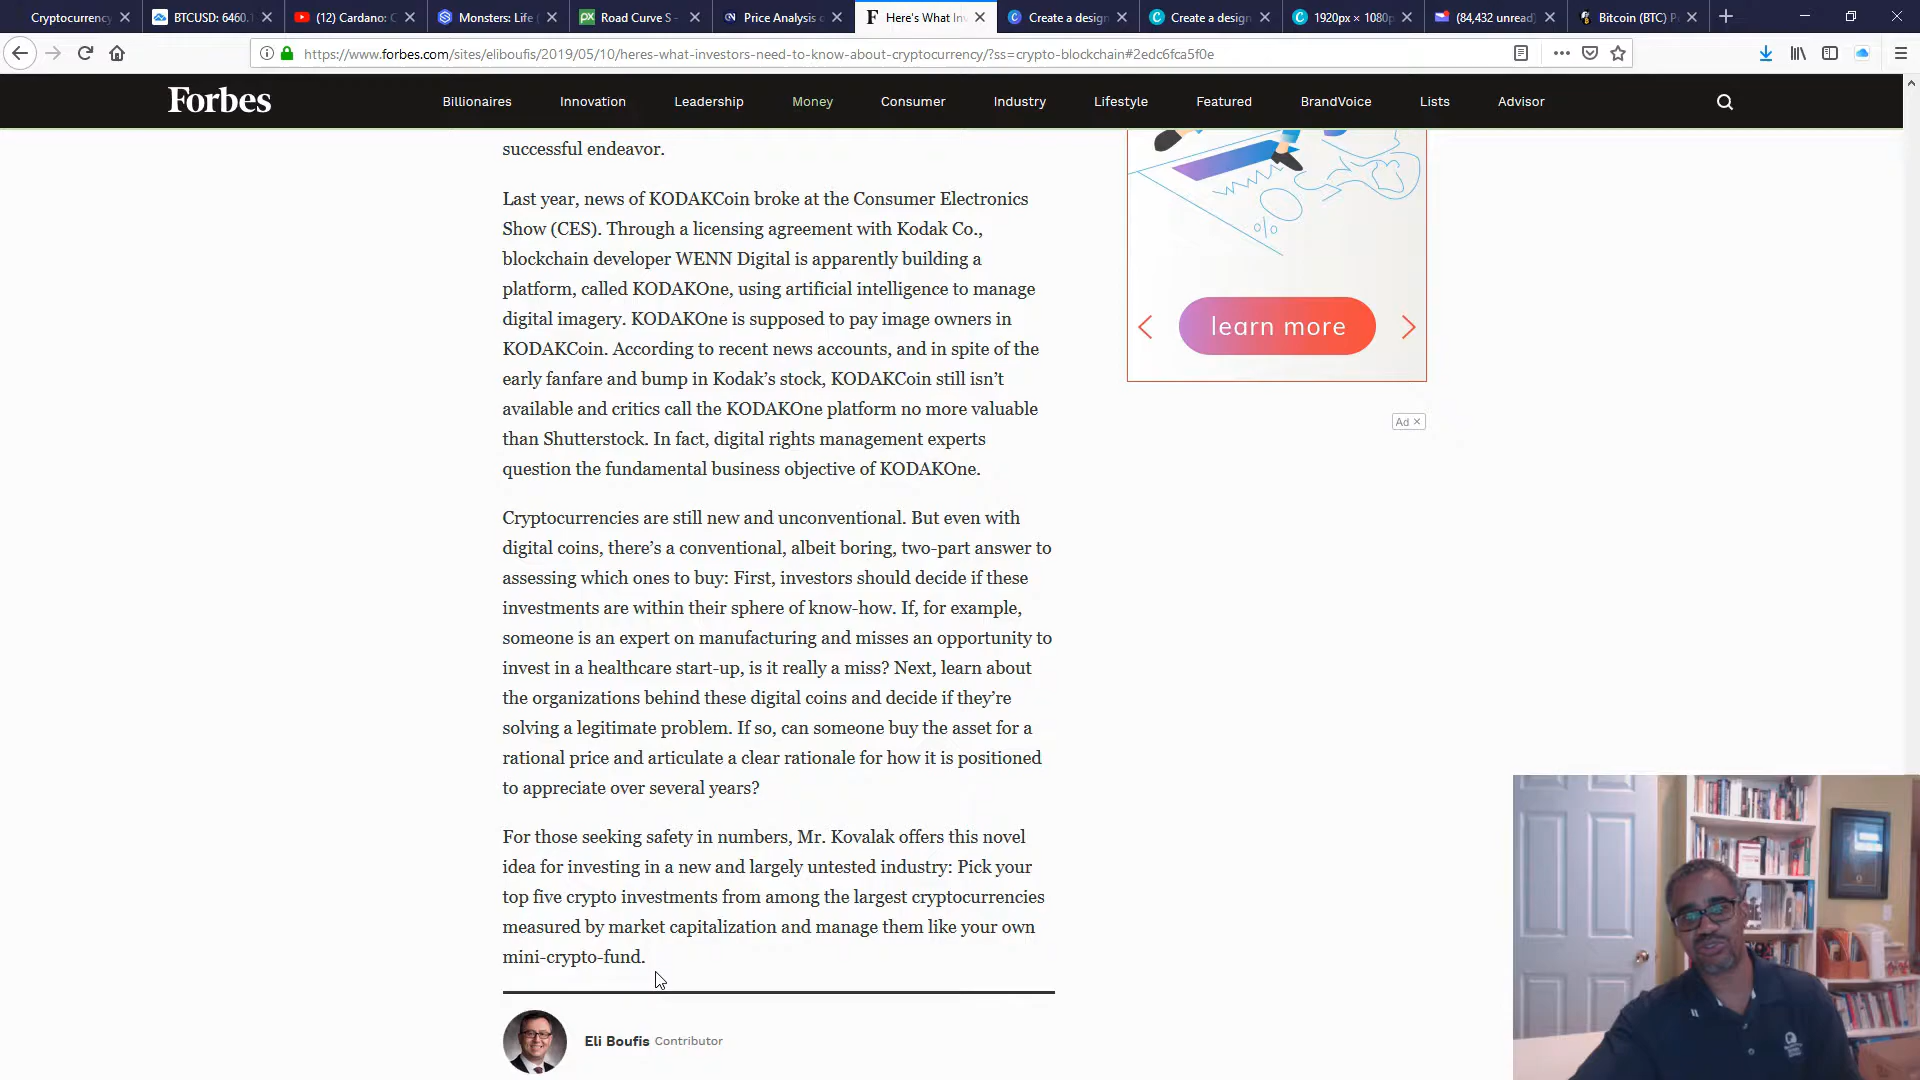 Cryptocurrency
BTCUSD: 6460.
(12) Cardano: C
Monsters: Life (
Road Curve S -
Price Analysis
Here's What In
Create a design
Create a design
1920px × 1080p
(84,432 unread)
Bitcoin (BTC) P
https://www.forbes.com/sites/eliboufis/2019/05/10/heres-what-investors-need-to-know-about-cryptocurrency/?ss=crypto-blockchain#2edc6fca5f0e
Forbes
Billionaires
Innovation
Leadership
Money
Consumer
Industry
Lifestyle
Featured
BrandVoice
Lists
Advisor
successful endeavor.
Last year, news of KODAKCoin broke at the Consumer Electronics
Show (CES). Through a licensing agreement with Kodak Co.,
blockchain developer WENN Digital is apparently building a
platform, called KODAKOne, using artificial intelligence to manage
digital imagery. KODAKOne is supposed to pay image owners in
KODAKCoin. According to recent news accounts, and in spite of the
early fanfare and bump in Kodak's stock, KODAKCoin still isn't
available and critics call the KODAKOne platform no more valuable
than Shutterstock. In fact, digital rights management experts
question the fundamental business objective of KODAKOne.
Cryptocurrencies are still new and unconventional. But even with
digital coins, there's a conventional, albeit boring, two-part answer to
assessing which ones to buy: First, investors should decide if these
investments are within their sphere of know-how. If, for example,
someone is an expert on manufacturing and misses an opportunity to
invest in a healthcare start-up, is it really a miss? Next, learn about
the organizations behind these digital coins and decide if they're
solving a legitimate problem. If so, can someone buy the asset for a
rational price and articulate a clear rationale for how it is positioned
to appreciate over several years?
For those seeking safety in numbers, Mr. Kovalak offers this novel
idea for investing in a new and largely untested industry: Pick your
top five crypto investments from among the largest cryptocurrencies
measured by market capitalization and manage them like your own
mini-crypto-fund.
Eli Boufis Contributor
%
learn more
Ad ×